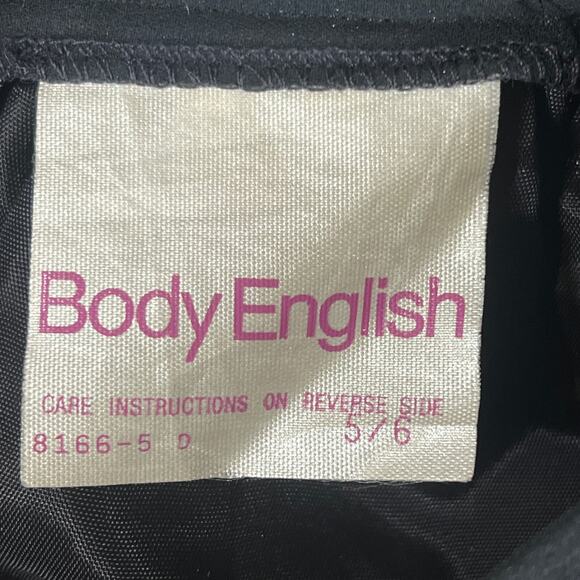 Body English
CARE INSTRUCTIONS ON REVERSE SIDE
8166-5 D 5/6